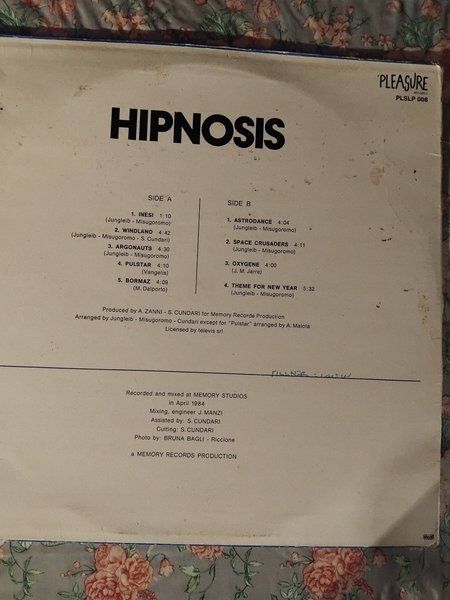 PLEASURE
RECORDS
PLSLP 008
HIPNOSIS
SIDE A
1. INESI 1:10
(Jungleib - Misugoromo)
2. WINDLAND 4:42
(Jungleib - Misugoromo - S. Cundari)
3. ARGONAUTS 4:30
(Jungleib - Misugoromo)
4. PULSTAR 4:10
(Vangelis)
5. BORMAZ 4:09
(M. Dalporto)
SIDE B
1. ASTRODANCE 4:04
(Jungleib - Misugoromo)
2. SPACE CRUSADERS 4:11
(Jungleib - Misugoromo)
3. OXYGENE 4:00
(J. M. Jarre)
4. THEME FOR NEW YEAR 5:32
(Jungleib - Misugoromo)
Produced by A. ZANNI - S. CUNDARI for Memory Records Production
Arranged by Jungleib - Misugoromo - Cundari except for "Pulstar" arranged by A. Maiola
Licensed by televis srl
Recorded and mixed at MEMORY STUDIOS
in April 1984
Mixing, engineer J. MANZI
Assisted by: S. CUNDARI
Cutting: S. CUNDARI
Photo by: BRUNA BAGLI - Riccione
a MEMORY RECORDS PRODUCTION